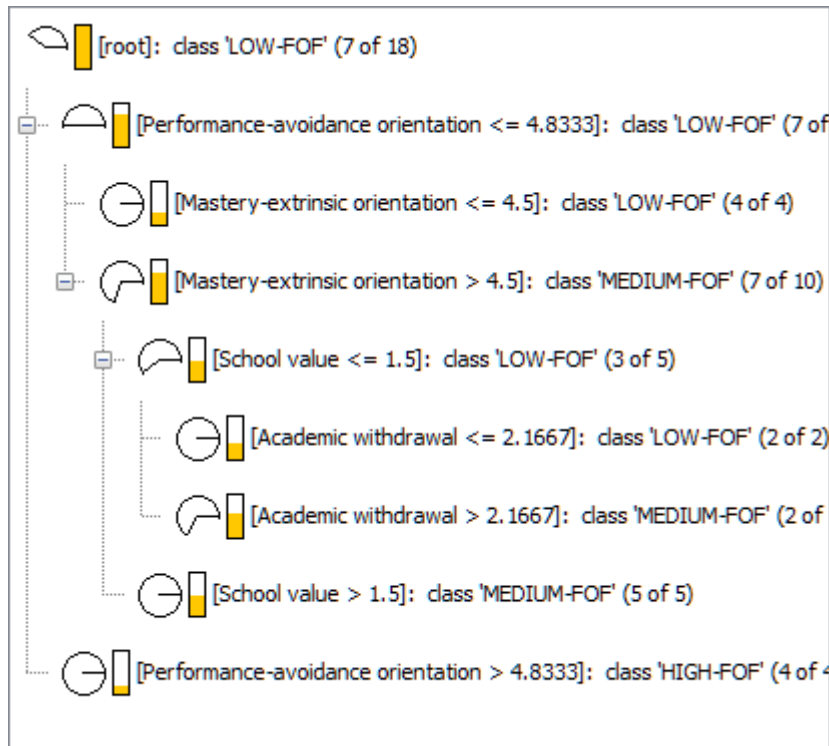 [root]: class 'LOW-FOF' (7 of 18)
[Performance-avoidance orientation <= 4.8333]: class 'LOW-FOF' (7 of
[Mastery-extrinsic orientation <= 4.5]: class 'LOW-FOF' (4 of 4)
[Mastery-extrinsic orientation > 4.5]: class 'MEDIUM-FOF' (7 of 10)
[School value <= 1.5]: class 'LOW-FOF' (3 of 5)
[Academic withdrawal <= 2.1667]: class 'LOW-FOF' (2 of 2)
[Academic withdrawal > 2.1667]: class 'MEDIUM-FOF' (2 of
[School value > 1.5]: class 'MEDIUM-FOF' (5 of 5)
[Performance-avoidance orientation > 4.8333]: class 'HIGH-FOF' (4 of 4